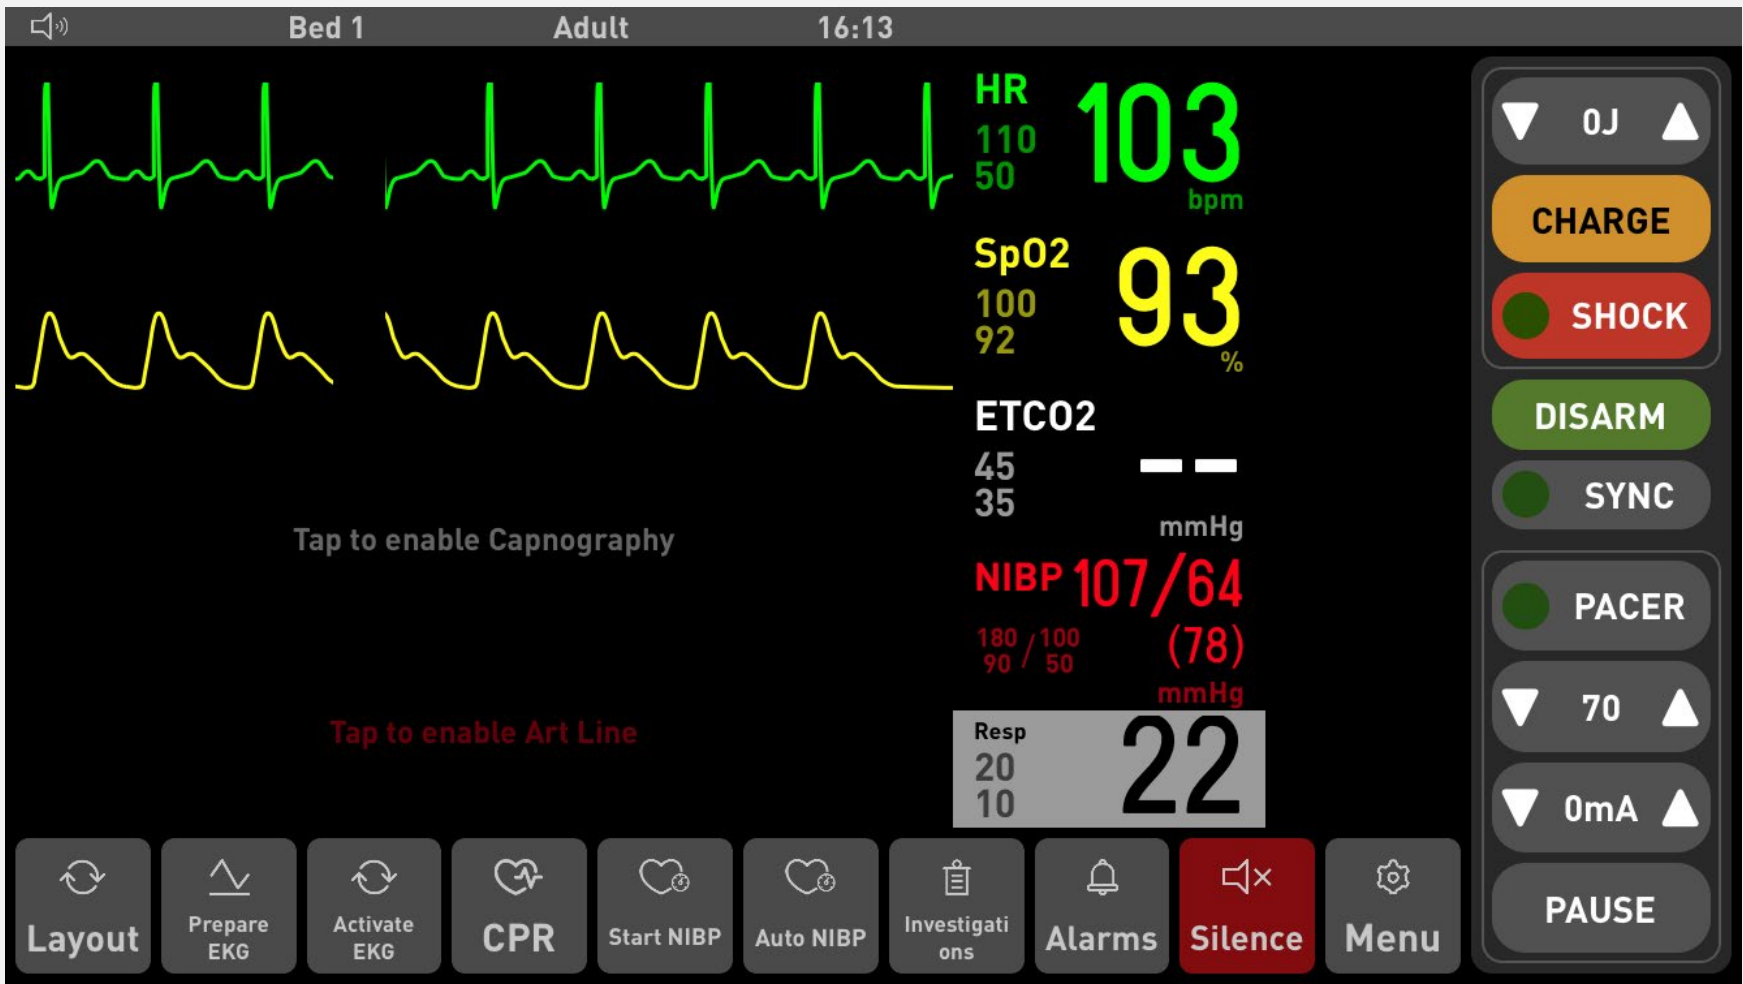 Bed 1 Adult 16:13
HR
110
50
103
bpm
SpO2
100
92
93
%
ETCO2
45
35
--
mmHg
Tap to enable Capnography
NIBP 107/64
180/100
90/50
(78)
mmHg
Tap to enable Art Line
Resp
20
10
22
0J
CHARGE
SHOCK
DISARM
SYNC
PACER
70
0mA
PAUSE
Layout
Prepare
EKG
Activate
EKG
CPR
Start NIBP
Auto NIBP
Investigati
ons
Alarms
Silence
Menu